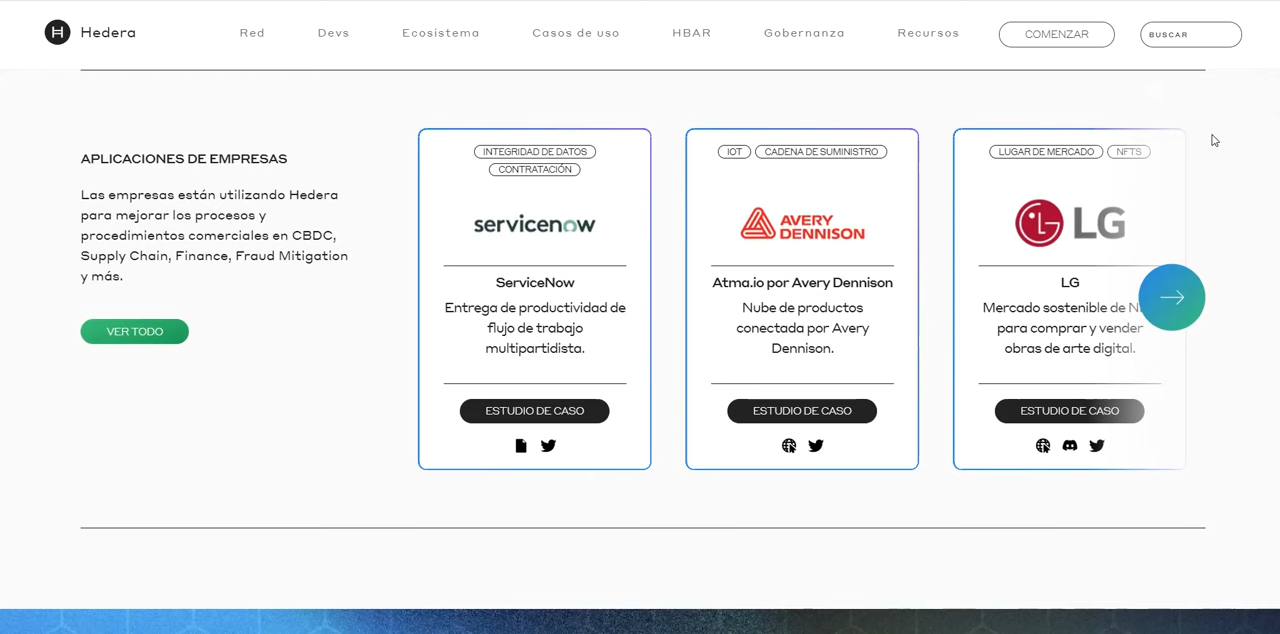 Hedera
Red
Devs
Ecosistema
Casos de uso
HBAR
Gobernanza
Recursos
COMENZAR
BUSCAR
APLICACIONES DE EMPRESAS
Las empresas están utilizando Hedera
para mejorar los procesos y
procedimientos comerciales en CBDC,
Supply Chain, Finance, Fraud Mitigation
y más.
VER TODO
INTEGRIDAD DE DATOS
CONTRATACIÓN
servicenow
ServiceNow
Entrega de productividad de
flujo de trabajo
multipartidista.
ESTUDIO DE CASO
IOT
CADENA DE SUMINISTRO
AVERY
DENNISON
Atma.io por Avery Dennison
Nube de productos
conectada por Avery
Dennison.
ESTUDIO DE CASO
LUGAR DE MERCADO
NFTS
LG
LG
Mercado sostenible de
para comprar y vender
obras de arte digital.
ESTUDIO DE CASO